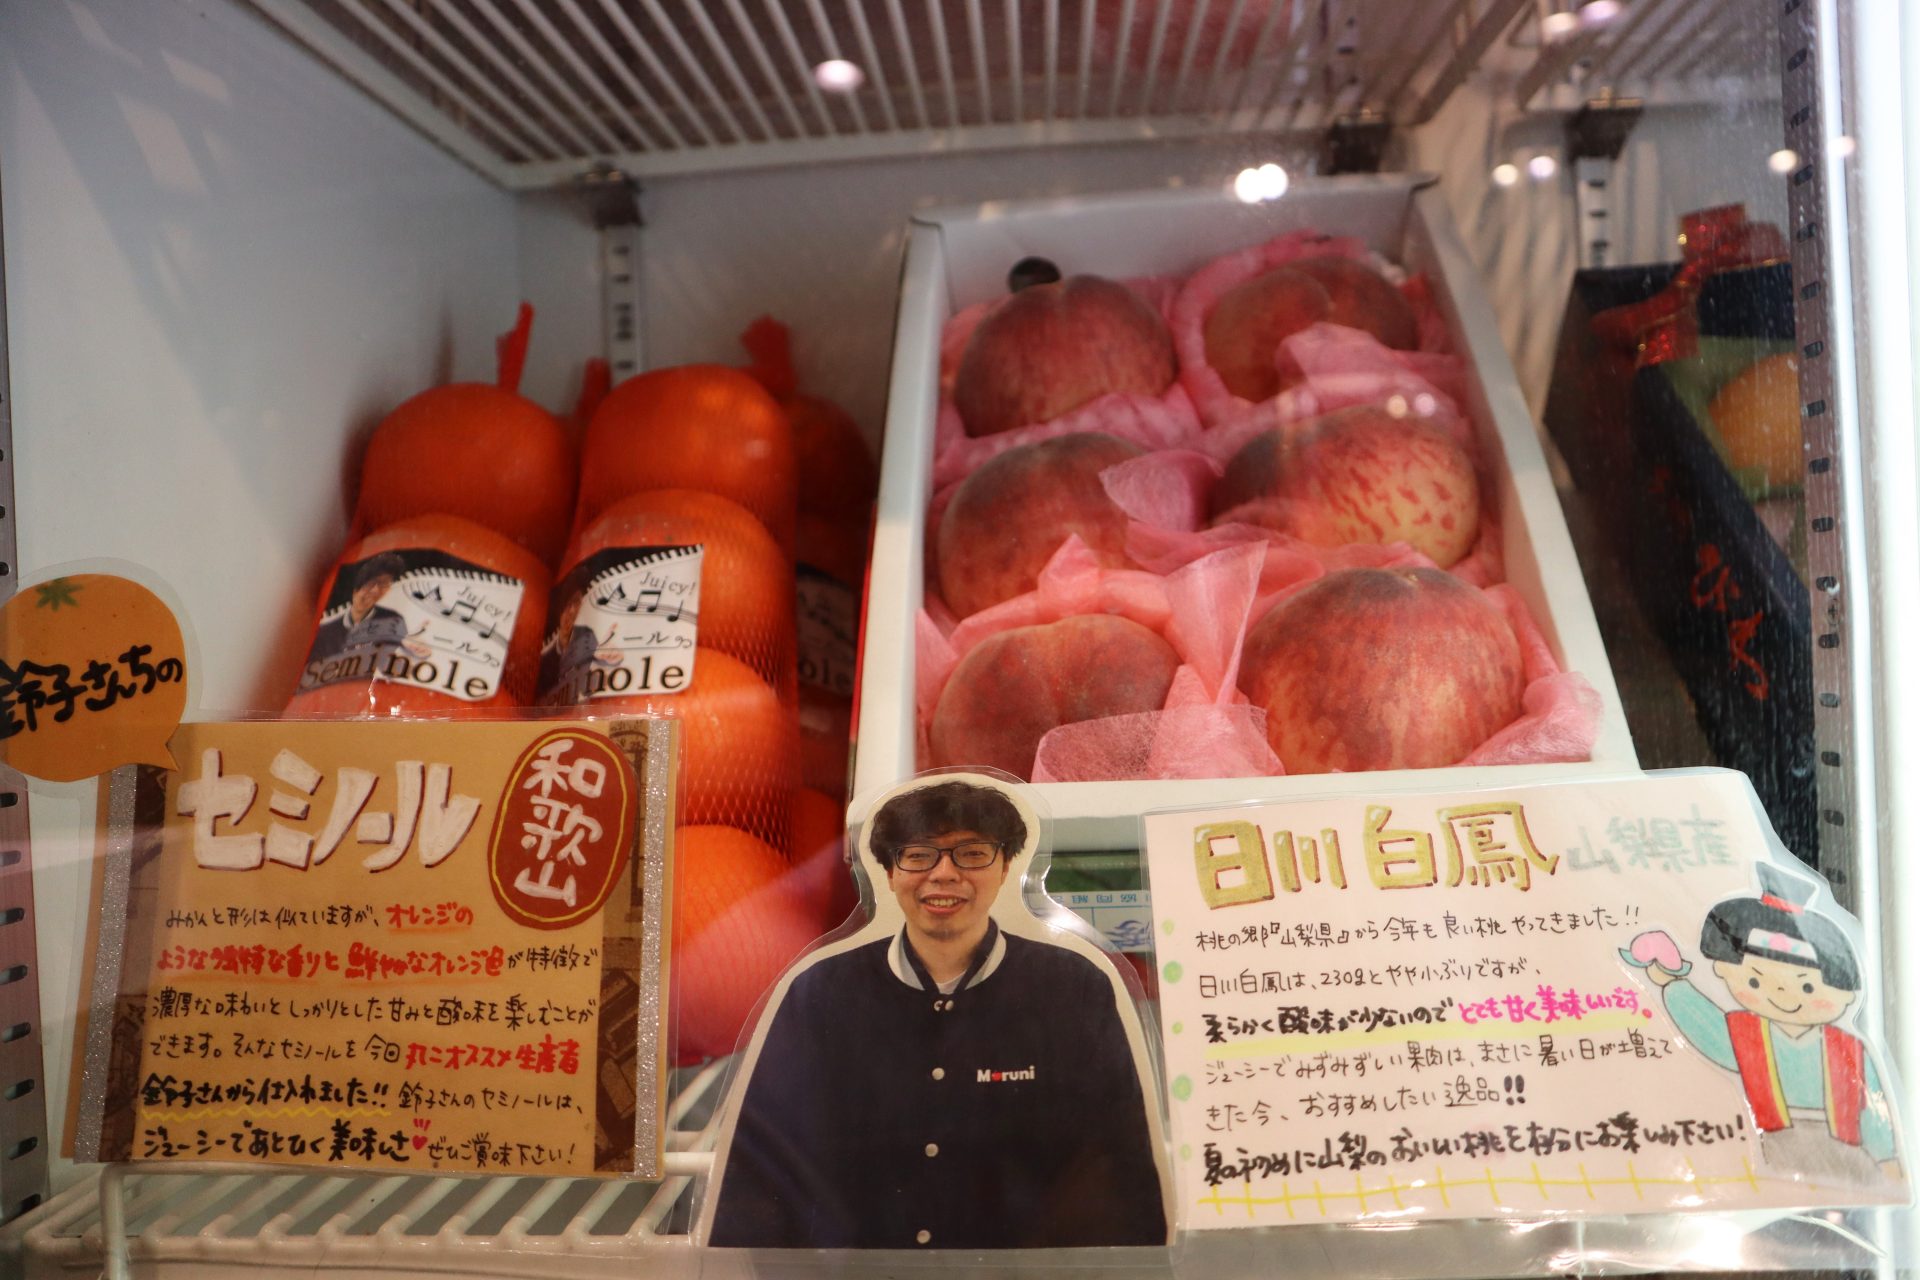 鈴子さんちの
セミノール
和歌山
みかんと形は似ていますが、オレンジの
ような独特な香りと鮮やかなオレンジ色が特徴で
濃厚な味わいとしっかりとした甘みと酸味を楽しむことが
できます。そんなセミノールを今回丸ニオススメ生産者
鈴子さんから仕入れました!!鈴子さんのセミノールは、
ジューシーであとひく美味しさ♥ぜひご賞味下さい!
Juicy!
ノールの
Seminole
Juicy!
ノールの
minole
Moruni
日川白鳳 山梨県産
桃の郷『山梨県』から今年も良い桃やってきました!!
日川白鳳は、230gとやや小ぶりですが、
柔らかく酸味が少ないのでとても甘く美味しいです。
ジューシーでみずみずしい果肉は、まさに暑い日が増えて
きた今、おすすめしたい逸品!!
夏の初めに山梨のおいしい桃を存分にお楽しみ下さい!